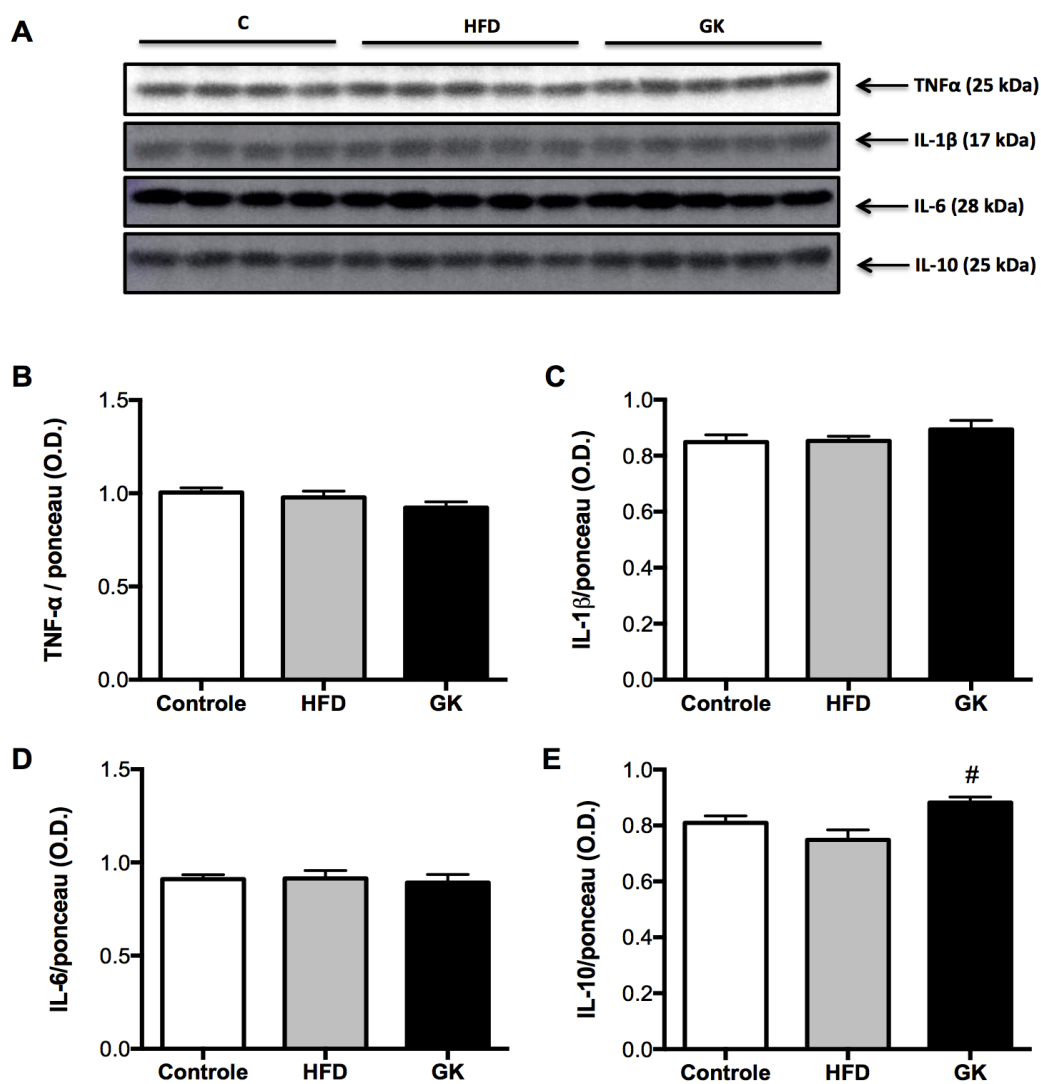 A
C HFD GK
TNFα (25 kDa)
IL-1β (17 kDa)
IL-6 (28 kDa)
IL-10 (25 kDa)
B
TNF-α / ponceau (O.D.)
1.5
1.0
0.5
0.0
Controle HFD GK
C
IL-1β/ponceau (O.D.)
1.0
0.8
0.6
0.4
0.2
0.0
Controle HFD GK
D
IL-6/ponceau (O.D.)
1.5
1.0
0.5
0.0
Controle HFD GK
E
IL-10/ponceau (O.D.)
1.0
0.8
0.6
0.4
0.2
0.0
#
Controle HFD GK